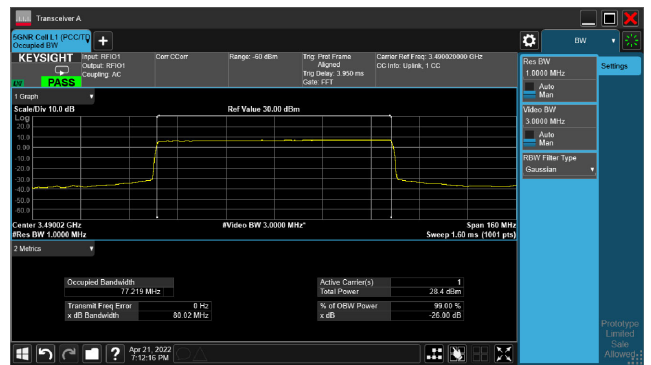 Transceiver A
5GNR Cell L1 (PCC/TD
Occupied BW
KEYSIGHT
LXI
PASS
Input: RFIO1
Output: RFIO1
Coupling: AC
Corr CCorr
Range: -60 dBm
Trig: Prot Frame
Aligned
Trig Delay: 3.950 ms
Gate: FFT
Carrier Ref Freq: 3.490020000 GHz
CC Info: Uplink, 1 CC
1 Graph
Scale/Div 10.0 dB
Ref Value 30.00 dBm
Log
20.0
10.0
0.00
-10.0
-20.0
-30.0
-40.0
-50.0
-60.0
Center 3.49002 GHz
#Res BW 1.0000 MHz
#Video BW 3.0000 MHz*
Span 160 MHz
Sweep 1.60 ms (1001 pts)
2 Metrics
Occupied Bandwidth
77.219 MHz
Transmit Freq Error 0 Hz
x dB Bandwidth 80.02 MHz
Active Carrier(s) 1
Total Power 28.4 dBm
% of OBW Power 99.00 %
x dB -26.00 dB
BW
Settings
Res BW
1.0000 MHz
Auto
Man
Video BW
3.0000 MHz
Auto
Man
RBW Filter Type
Gaussian
Prototype
Limited
Sale
Allowed
?
Apr 21, 2022
7:12:16 PM